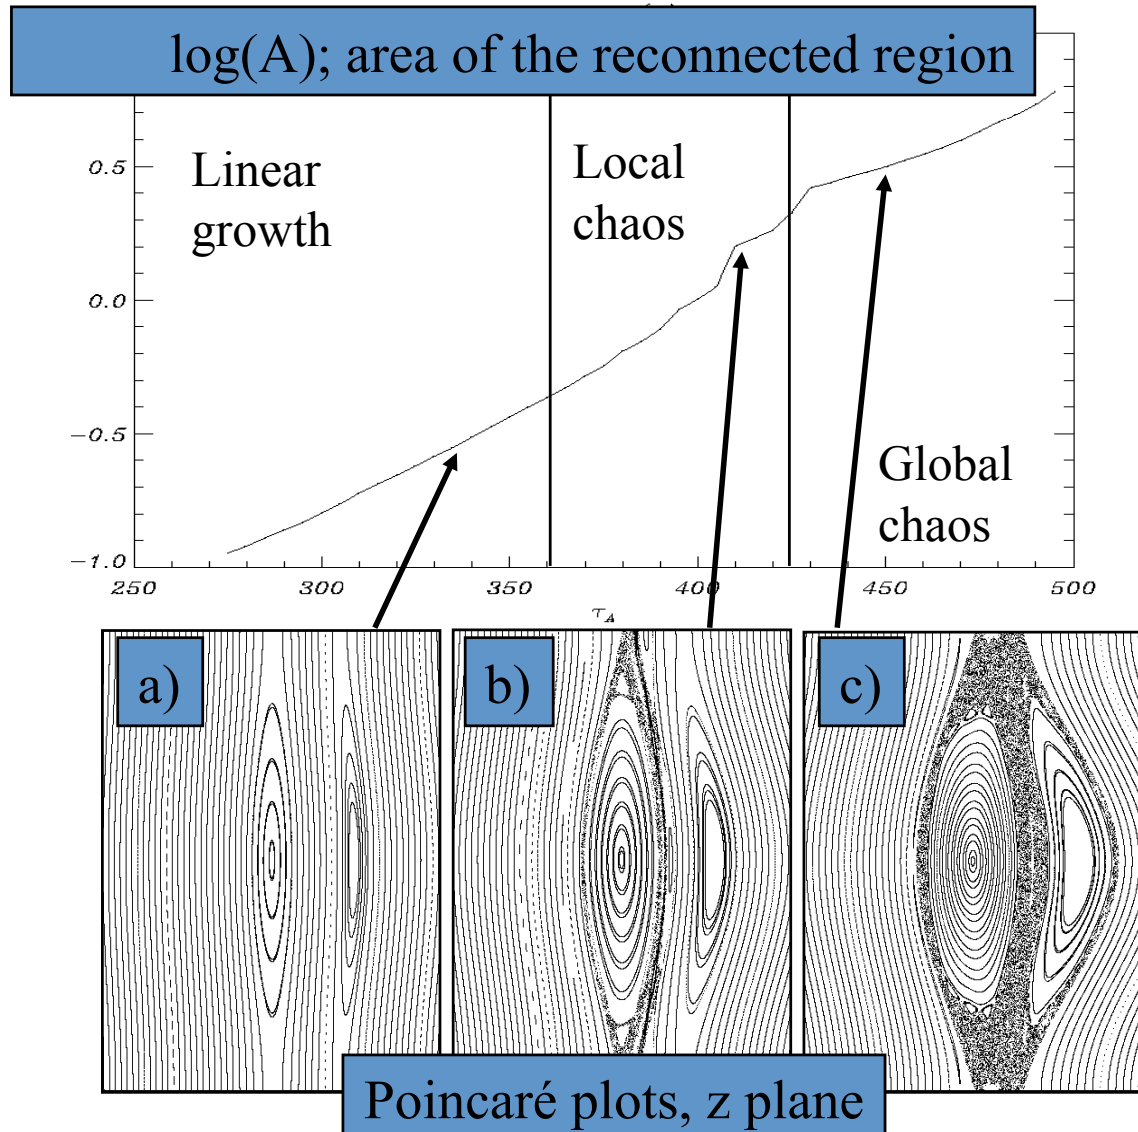 log(A); area of the reconnected region
Linear
growth
Local
chaos
Global
chaos
0.5
0.0
−0.5
−1.0
250
300
350
400
450
500
τ_A
a)
b)
c)
Poincaré plots, z plane